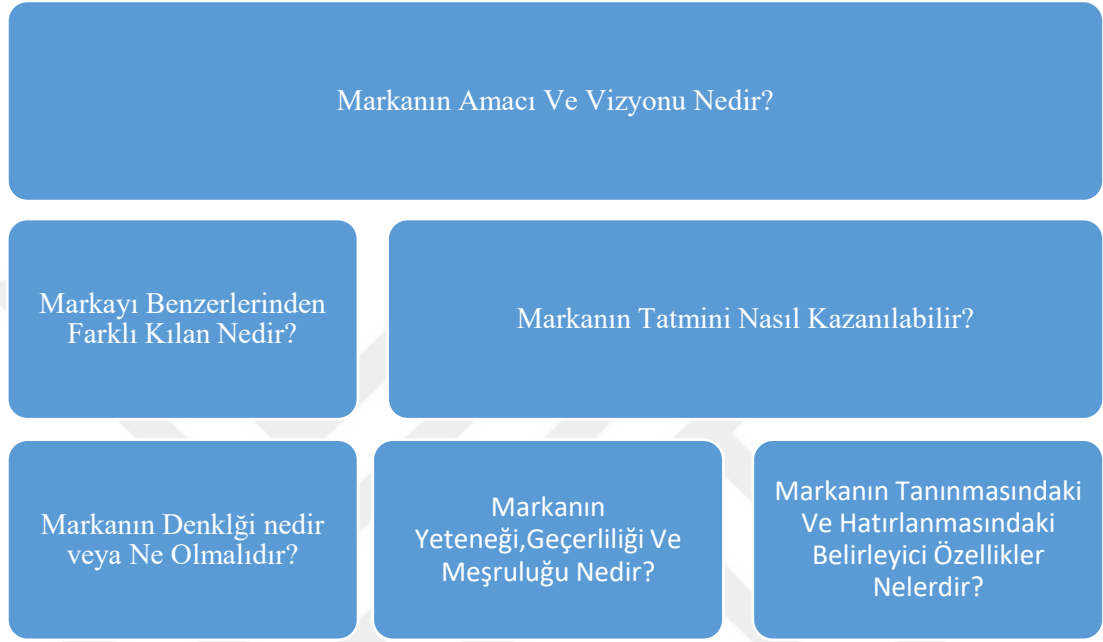 Markanın Amacı Ve Vizyonu Nedir?
Markayı Benzerlerinden
Farklı Kılan Nedir?
Markanın Tatmini Nasıl Kazanılabilir?
Markanın Denklği nedir
veya Ne Olmalıdır?
Markanın
Yeteneği,Geçerliliği Ve
Meşruluğu Nedir?
Markanın Tanınmasındaki
Ve Hatırlanmasındaki
Belirleyici Özellikler
Nelerdir?